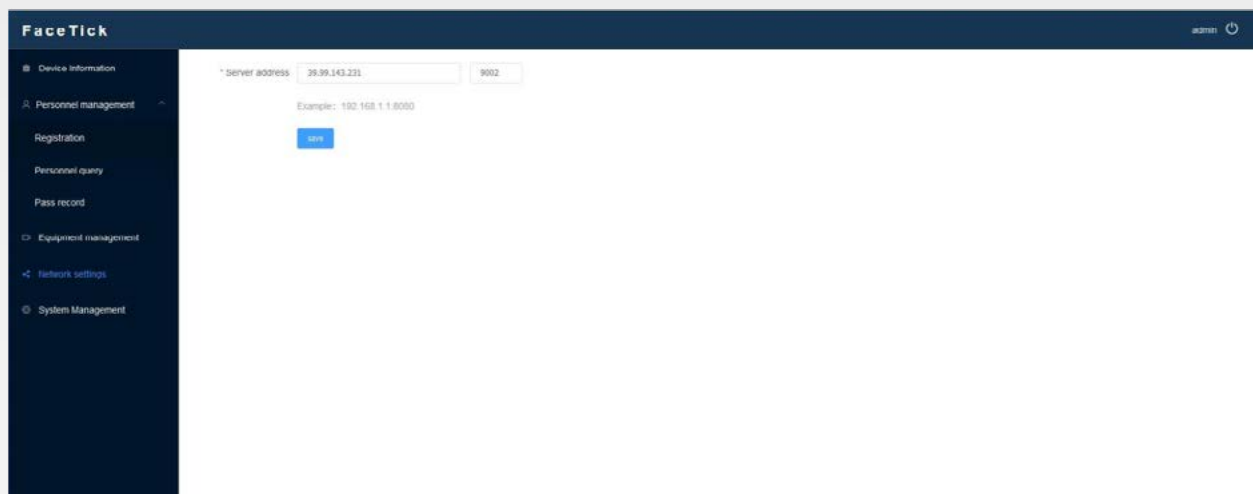 FaceTick
admin
Device Information
* Server address 39.99.143.231 9002
Personnel management
Example: 192.168.1.1:8080
Registration
save
Personnel query
Pass record
Equipment management
Network settings
System Management